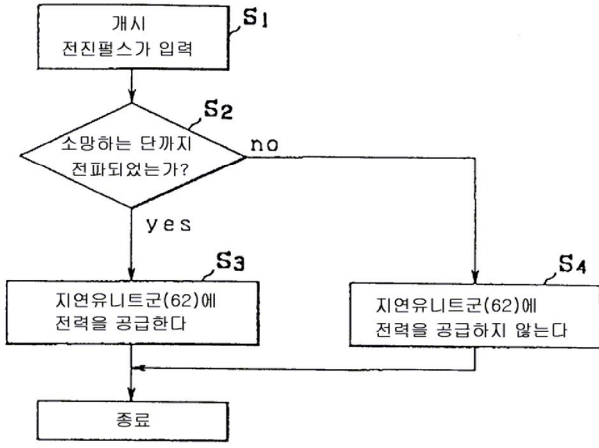 개시
전진펄스가 입력
S1
소망하는 단까지
전파되었는가?
S2
no
yes
지연유니트군(62)에
전력을 공급한다
S3
지연유니트군(62)에
전력을 공급하지 않는다
S4
종료